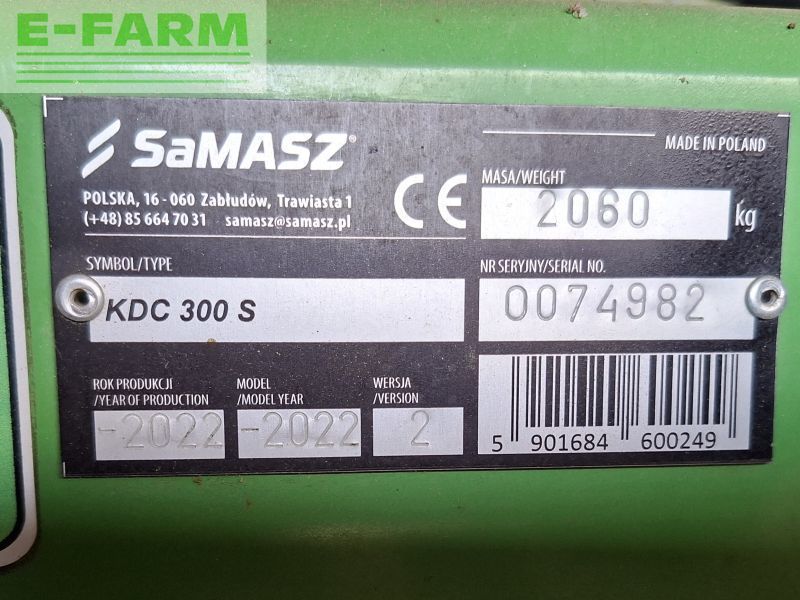 E-FARM
SaMASZ®
MADE IN POLAND
POLSKA, 16 - 060 Zabłudów, Trawiasta 1
(+48) 85 664 70 31 samasz@samasz.pl
CE
MASA/WEIGHT
2060 kg
SYMBOL/TYPE
KDC 300 S
NR SERYJNY/SERIAL NO.
0074982
ROK PRODUKCJI
/YEAR OF PRODUCTION
-2022
MODEL
/MODEL YEAR
-2022
WERSJA
/VERSION
2
5 901684 600249